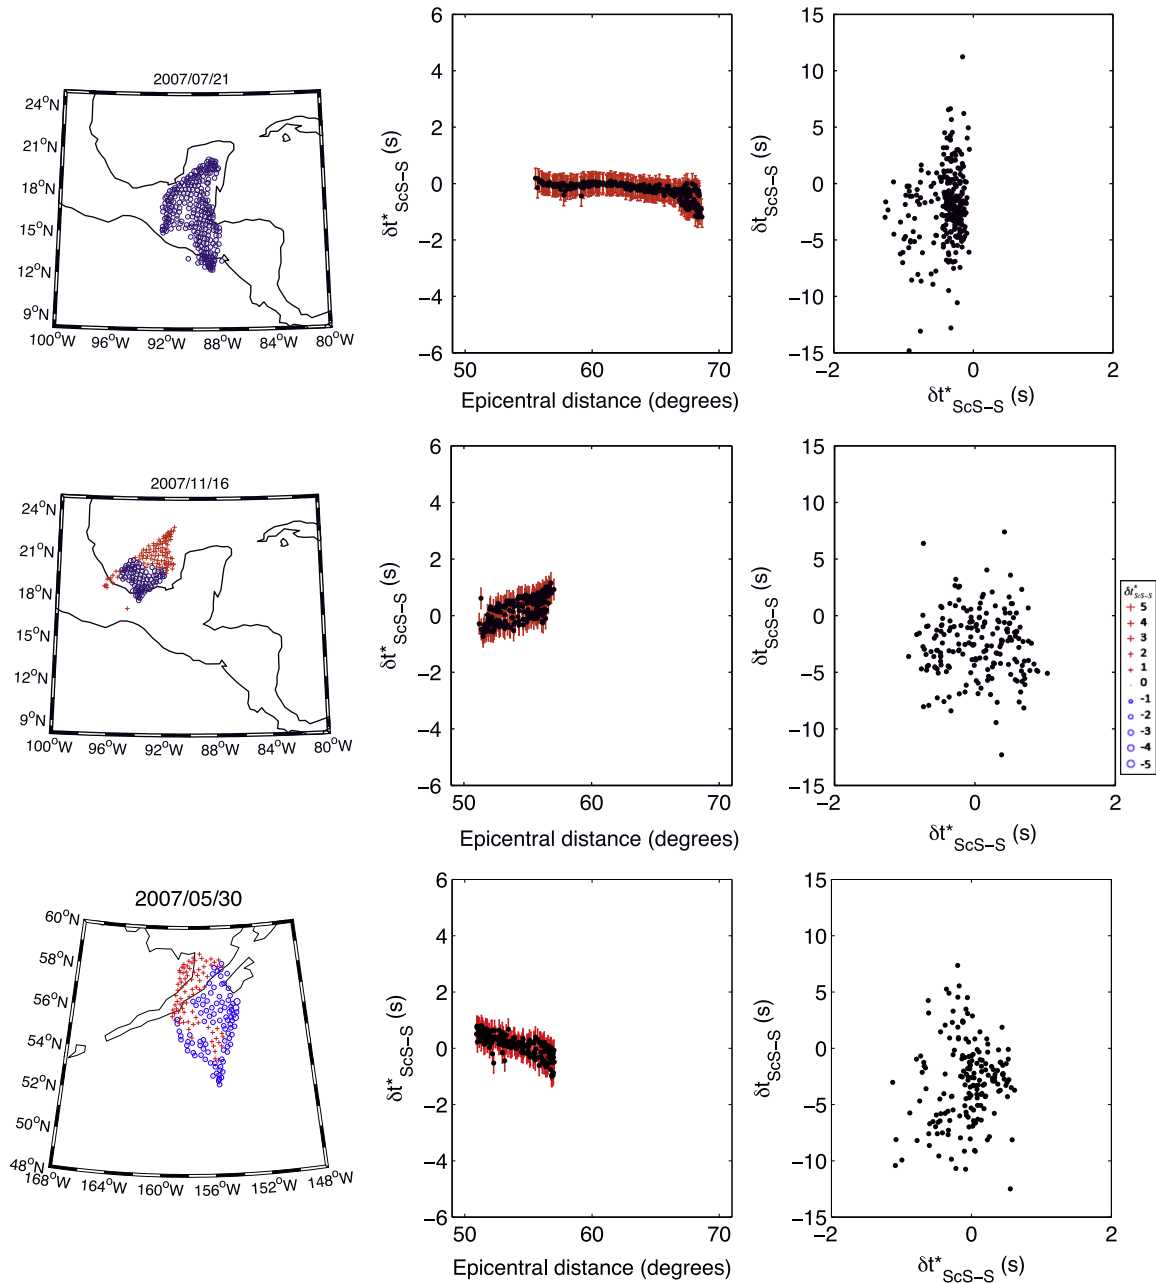 2007/07/21
24°N
21°N
18°N
15°N
12°N
9°N
100°W 96°W 92°W 88°W 84°W 80°W
6
4
2
0
−2
−4
−6
δt*ScS−S (s)
50 60 70
Epicentral distance (degrees)
15
10
5
0
−5
−10
−15
δtScS−S (s)
−2 0 2
δt*ScS−S (s)
2007/11/16
24°N
21°N
18°N
15°N
12°N
9°N
100°W 96°W 92°W 88°W 84°W 80°W
6
4
2
0
−2
−4
−6
δt*ScS−S (s)
50 60 70
Epicentral distance (degrees)
15
10
5
0
−5
−10
−15
δtScS−S (s)
−2 0 2
δt*ScS−S (s)
δt*ScS−S
5
4
3
2
1
0
-1
-2
-3
-4
-5
2007/05/30
60°N
58°N
56°N
54°N
52°N
50°N
48°N
168°W 164°W 160°W 156°W 152°W 148°W
6
4
2
0
−2
−4
−6
δt*ScS−S (s)
50 60 70
Epicentral distance (degrees)
15
10
5
0
−5
−10
−15
δtScS−S (s)
−2 0 2
δt*ScS−S (s)